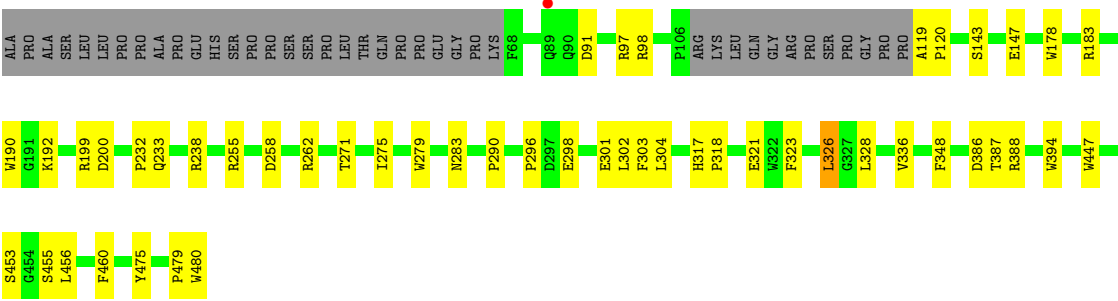 ALA PRO ALA SER LEU LEU PRO PRO ALA PRO GLU HIS SER PRO PRO SER SER PRO LEU THR GLN PRO PRO GLU GLY PRO LYS F68 Q89 Q90 D91 R97 R98 P106 ARG LYS LEU GLN GLY ARG PRO SER PRO GLY PRO PRO A119 P120 S143 E147 W178 R183
W190 G191 K192 R199 D200 P232 Q233 R238 R255 D258 R262 T271 I275 W279 N283 P290 P296 D297 E298 E301 L302 F303 L304 H317 P318 E321 W322 F323 L326 G327 L328 V336 F348 D386 T387 R388 W394 W447
S453 G454 S455 L456 F460 Y475 P479 W480